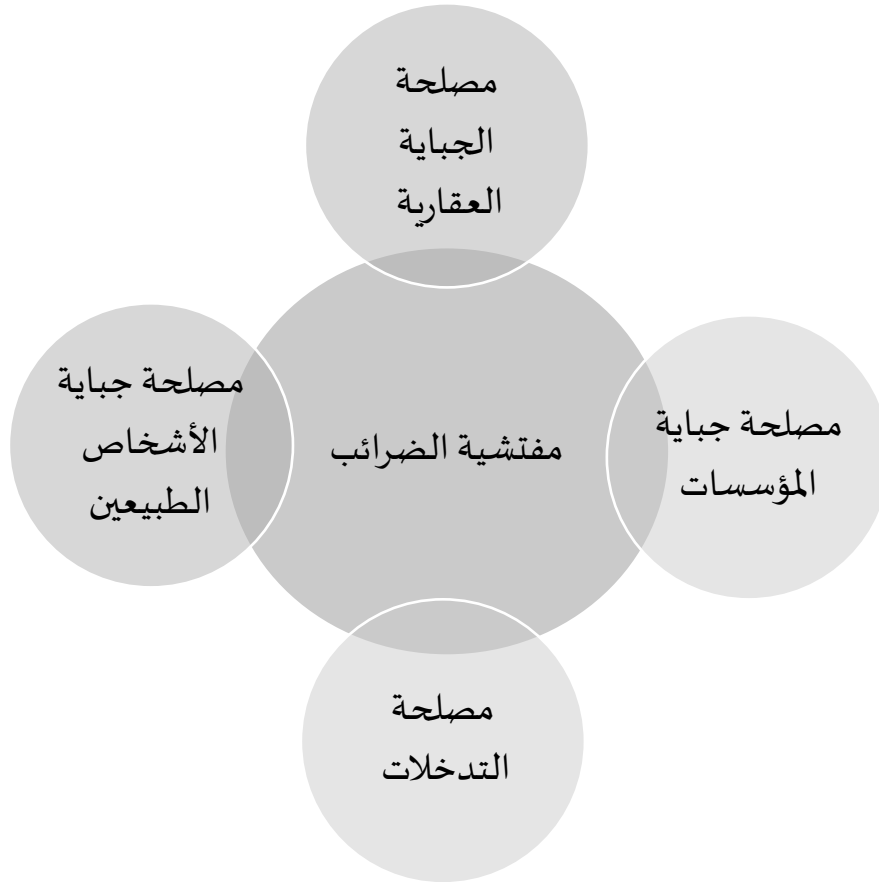 مصلحة
الجباية
العقارية
مصلحة جباية
المؤسسات
مفتشية الضرائب
مصلحة جباية
الأشخاص
الطبيعين
مصلحة
التدخلات